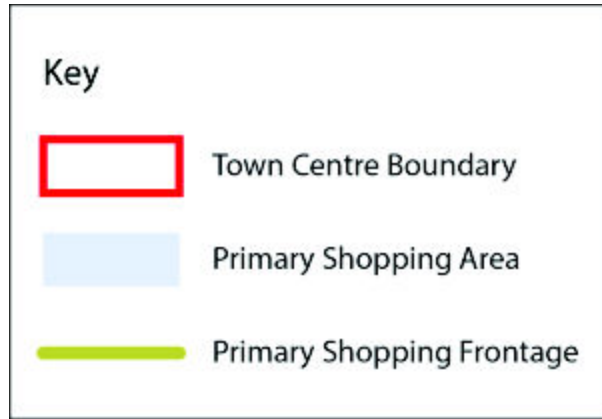 Key
Town Centre Boundary
Primary Shopping Area
Primary Shopping Frontage